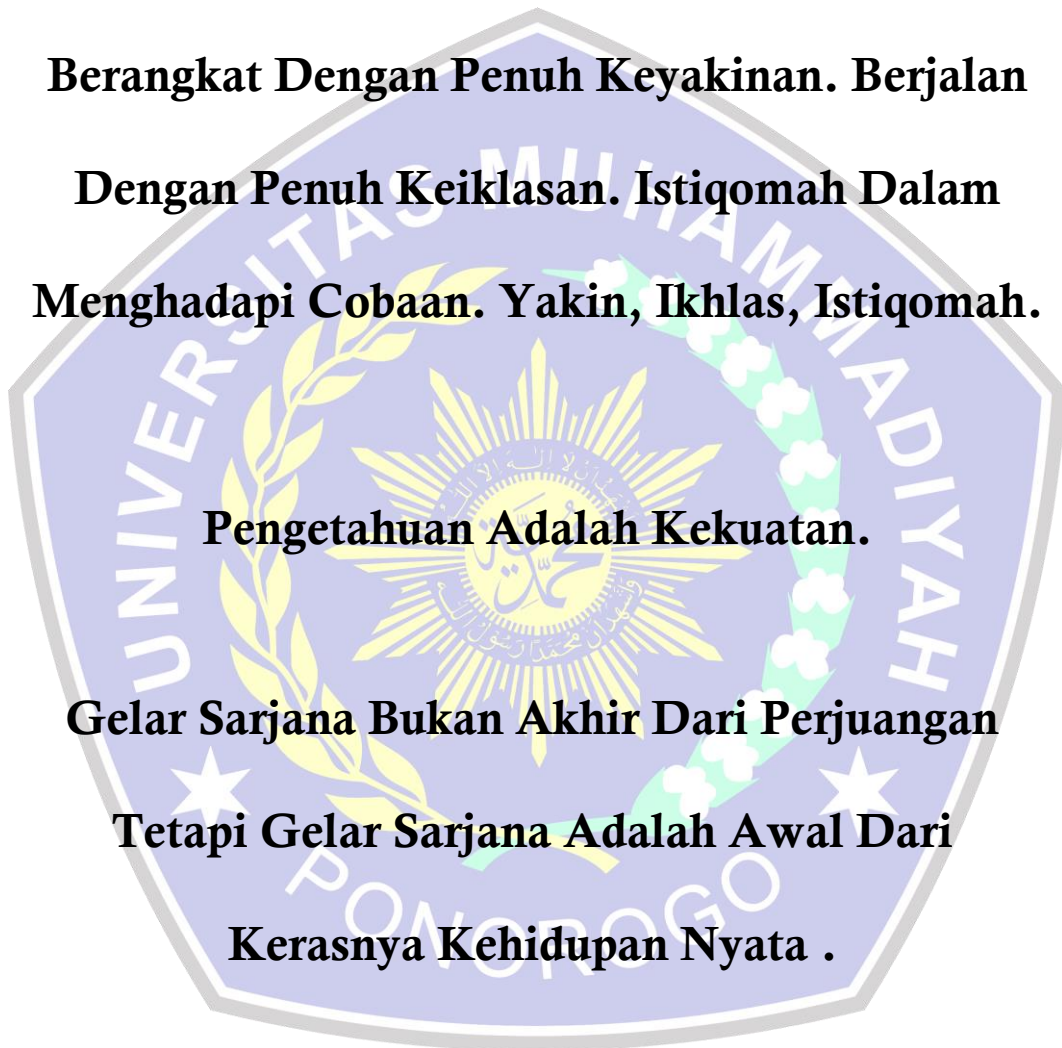 Berangkat Dengan Penuh Keyakinan. Berjalan
Dengan Penuh Keiklasan. Istiqomah Dalam
Menghadapi Cobaan. Yakin, Ikhlas, Istiqomah.
Pengetahuan Adalah Kekuatan.
Gelar Sarjana Bukan Akhir Dari Perjuangan
Tetapi Gelar Sarjana Adalah Awal Dari
Kerasnya Kehidupan Nyata .
UNIVERSITAS MUHAMMADIYAH
PONOROGO
محمدية